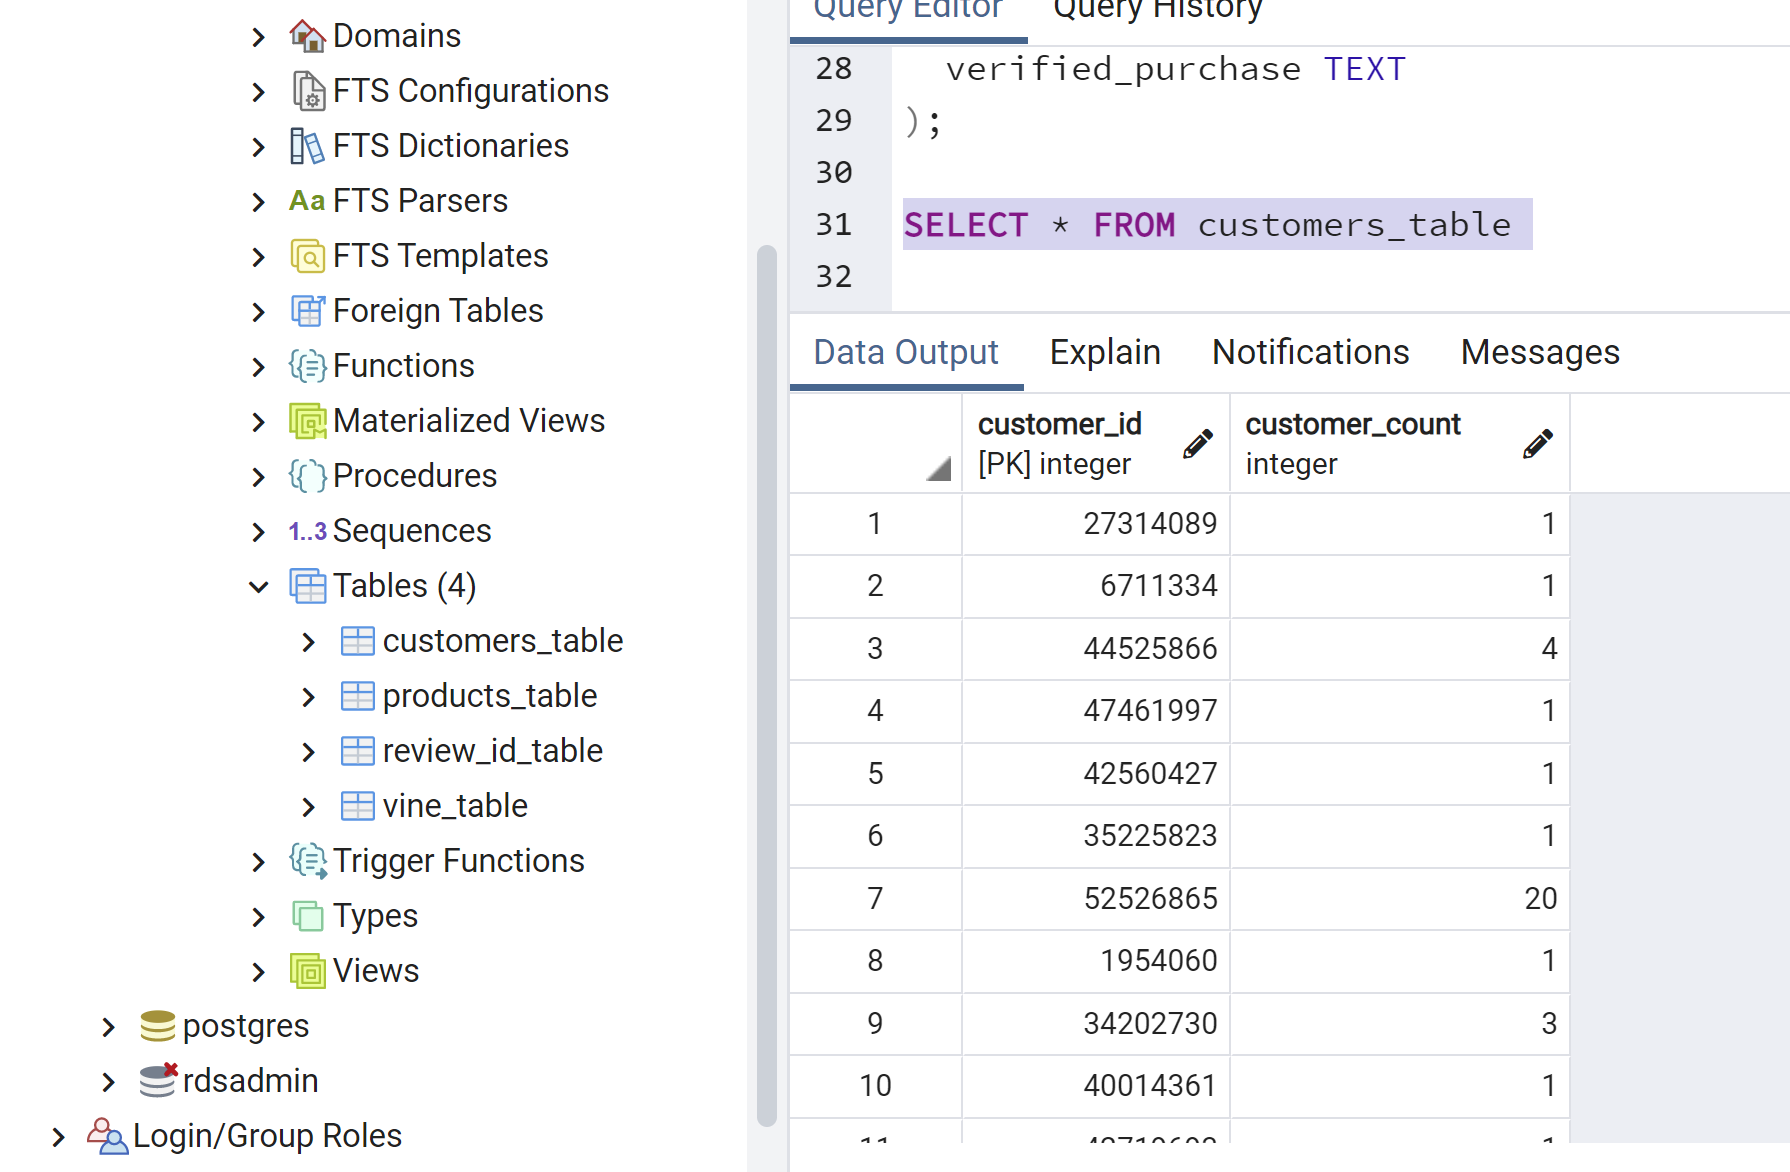 Domains
FTS Configurations
FTS Dictionaries
Aa FTS Parsers
FTS Templates
Foreign Tables
Functions
Materialized Views
Procedures
1..3 Sequences
Tables (4)
customers_table
products_table
review_id_table
vine_table
Trigger Functions
Types
Views
postgres
rdsadmin
Login/Group Roles
Query Editor Query History
28 verified_purchase TEXT
29 );
30
31 SELECT * FROM customers_table
32
Data Output Explain Notifications Messages
customer_id customer_count
[PK] integer integer
1 27314089 1
2 6711334 1
3 44525866 4
4 47461997 1
5 42560427 1
6 35225823 1
7 52526865 20
8 1954060 1
9 34202730 3
10 40014361 1